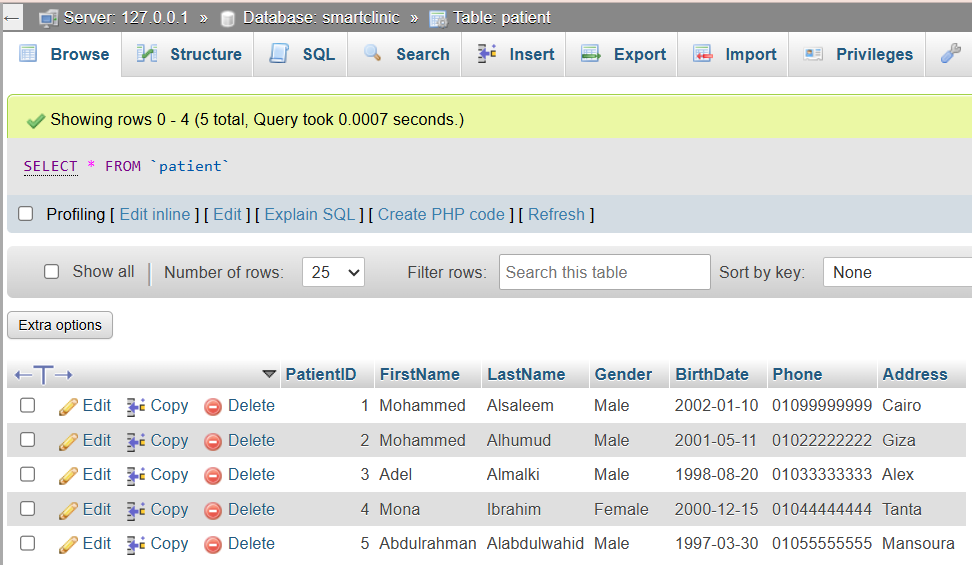 ← Server: 127.0.0.1 » Database: smartclinic » Table: patient
Browse Structure SQL Search Insert Export Import Privileges
Showing rows 0 - 4 (5 total, Query took 0.0007 seconds.)
SELECT * FROM `patient`
Profiling [ Edit inline ] [ Edit ] [ Explain SQL ] [ Create PHP code ] [ Refresh ]
Show all Number of rows: 25 Filter rows: Search this table Sort by key: None
Extra options
←T→ PatientID FirstName LastName Gender BirthDate Phone Address
Edit Copy Delete 1 Mohammed Alsaleem Male 2002-01-10 01099999999 Cairo
Edit Copy Delete 2 Mohammed Alhumud Male 2001-05-11 01022222222 Giza
Edit Copy Delete 3 Adel Almalki Male 1998-08-20 01033333333 Alex
Edit Copy Delete 4 Mona Ibrahim Female 2000-12-15 01044444444 Tanta
Edit Copy Delete 5 Abdulrahman Alabdulwahid Male 1997-03-30 01055555555 Mansoura